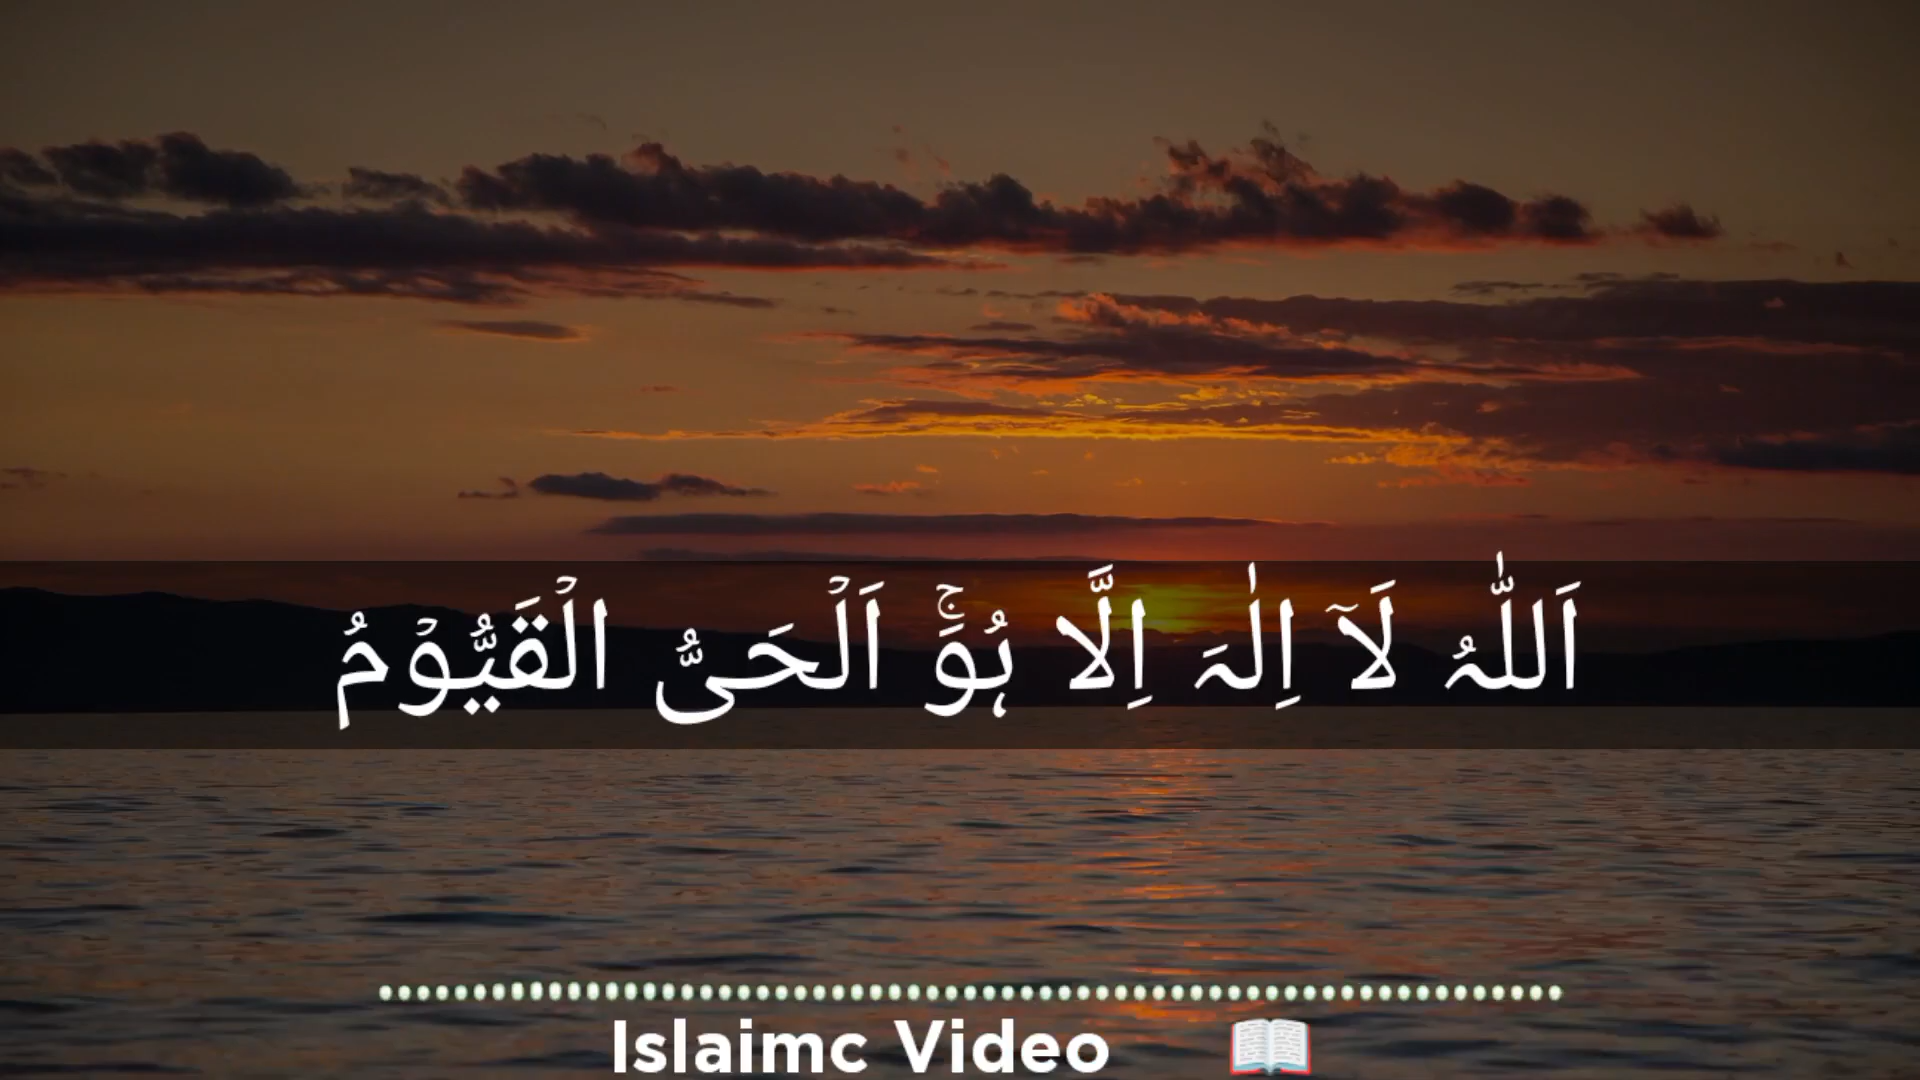 اَللّٰہُ لَاۤ اِلٰہَ اِلَّا ہُوَۚ اَلۡحَیُّ الۡقَیُّوۡمُ
Islaimc Video